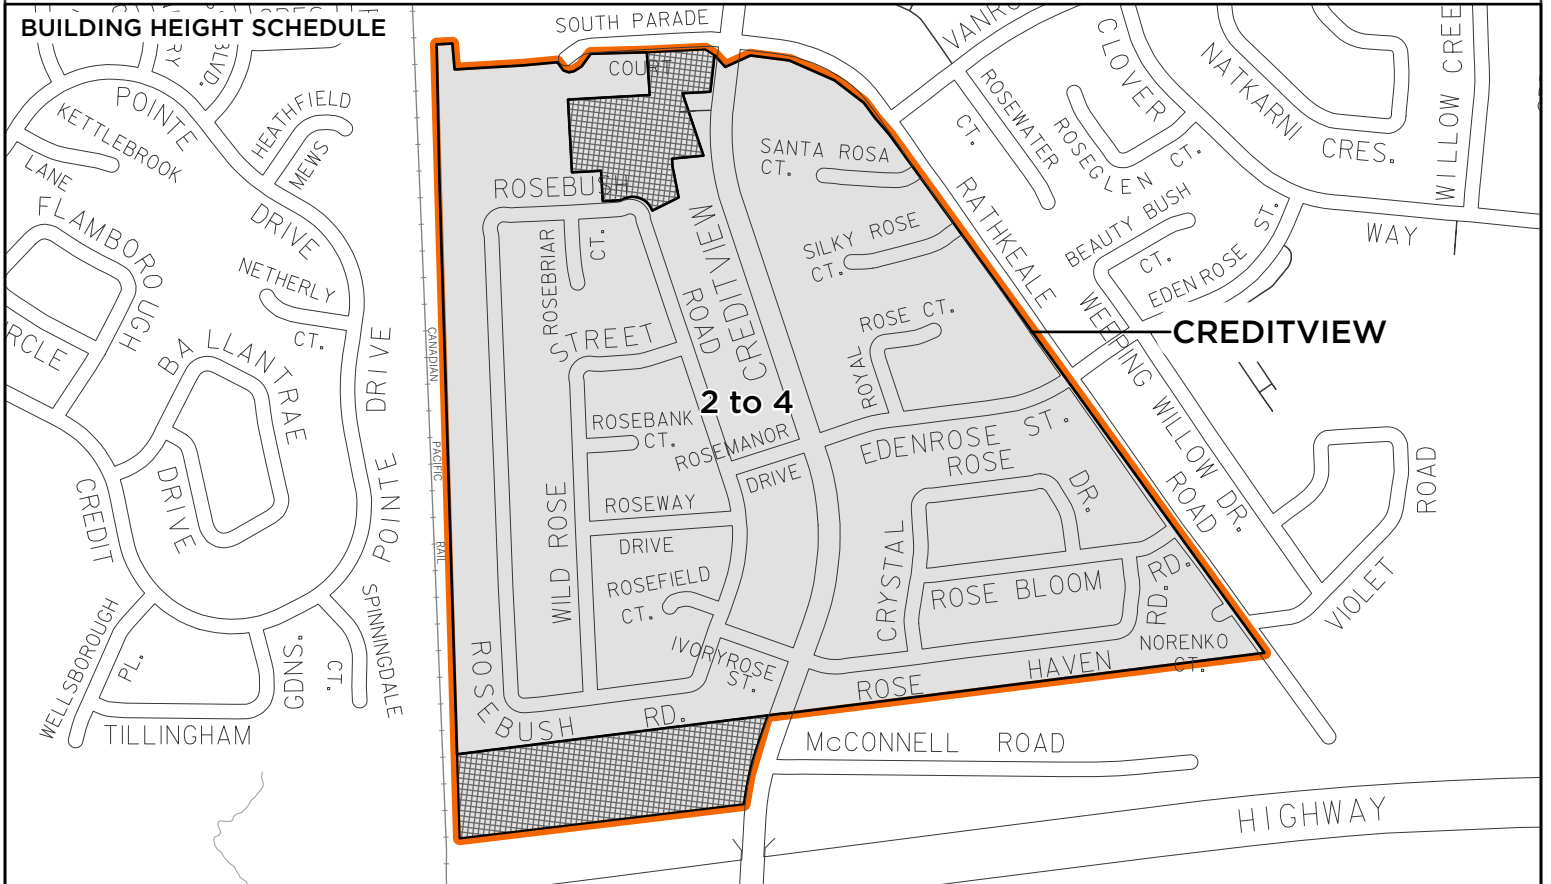 BUILDING HEIGHT SCHEDULE
SOUTH PARADE
COURT
BLVD.
POINTE
DRIVE
HEATHFIELD
MEWS
KETTLEBROOK
LANE
FLAMBOROUGH
NETHERLY
CT.
BALLANTRAE
DRIVE
POINTE DRIVE
CREDIT
WELLSBOROUGH
PL.
TILLINGHAM
GDNS.
SPINNINGDALE
CT.
CANADIAN
PACIFIC
RAIL
ROSEBUSH
ROSEBRIAR
CT.
STREET
WILD ROSE
ROSEBANK
CT.
ROSEWAY
DRIVE
ROSEFIELD
CT.
ROSEBUSH
RD.
IVORYROSE
ST.
CREDITVIEW
ROAD
2 to 4
ROSEMANOR
DRIVE
SANTA ROSA
CT.
SILKY ROSE
CT.
ROYAL
ROSE CT.
EDENROSE ST.
ROSE
DR.
CRYSTAL
ROSE BLOOM
RD.
RD.
NORENKO
CT.
ROSE
HAVEN
McCONNELL ROAD
HIGHWAY
CREDITVIEW
RATHKEALE
ROAD
WEEPING WILLOW DR.
VIOLET
ROAD
ROSEWATER
CT.
ROSEGLEN
CT.
CLOVER
BEAUTY BUSH
CT.
EDENROSE ST.
NATKARNI
CRES.
WAY